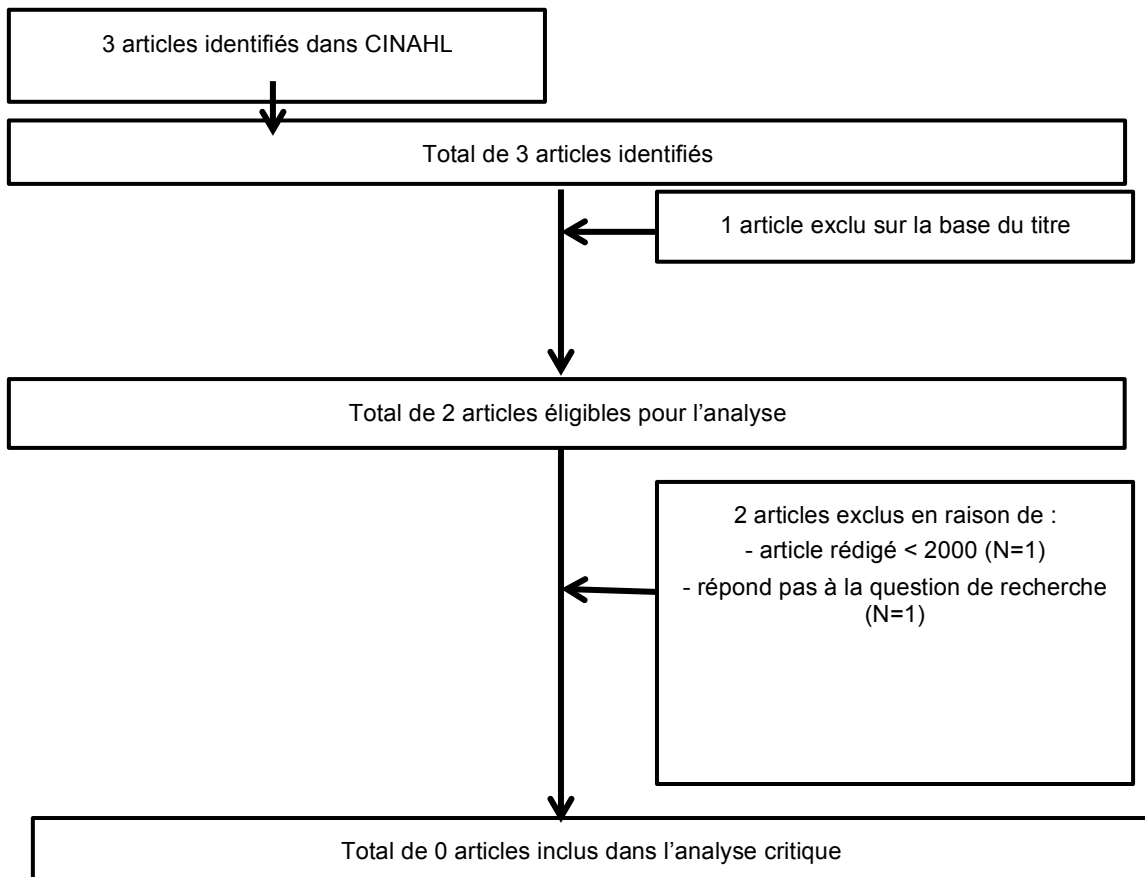 3 articles identifiés dans CINAHL
Total de 3 articles identifiés
1 article exclu sur la base du titre
Total de 2 articles éligibles pour l’analyse
2 articles exclus en raison de :
- article rédigé < 2000 (N=1)
- répond pas à la question de recherche
(N=1)
Total de 0 articles inclus dans l’analyse critique